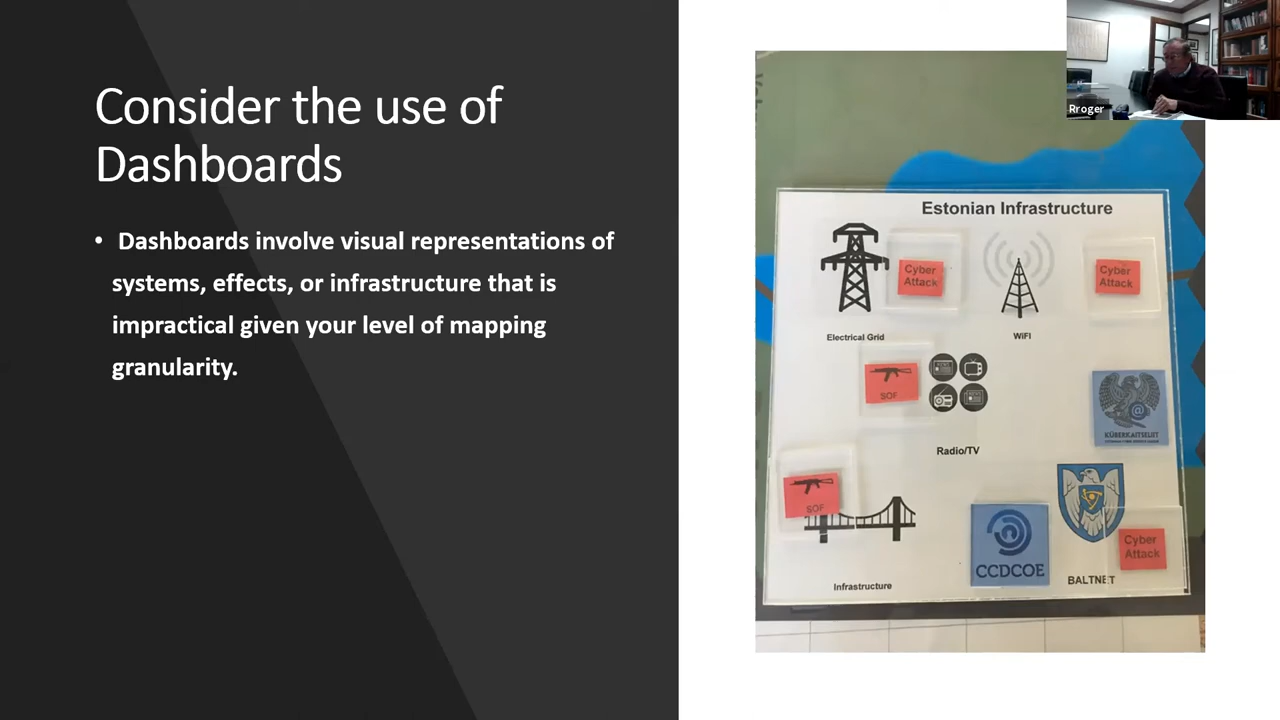 Consider the use of
Dashboards
• Dashboards involve visual representations of
systems, effects, or infrastructure that is
impractical given your level of mapping
granularity.
Rroger
Estonian Infrastructure
Cyber
Attack
Cyber
Attack
Electrical Grid
WiFI
SOF
Radio/TV
KÜBERKAITSELIIT
SOF
Infrastructure
CCDCOE
Cyber
Attack
BALTNET